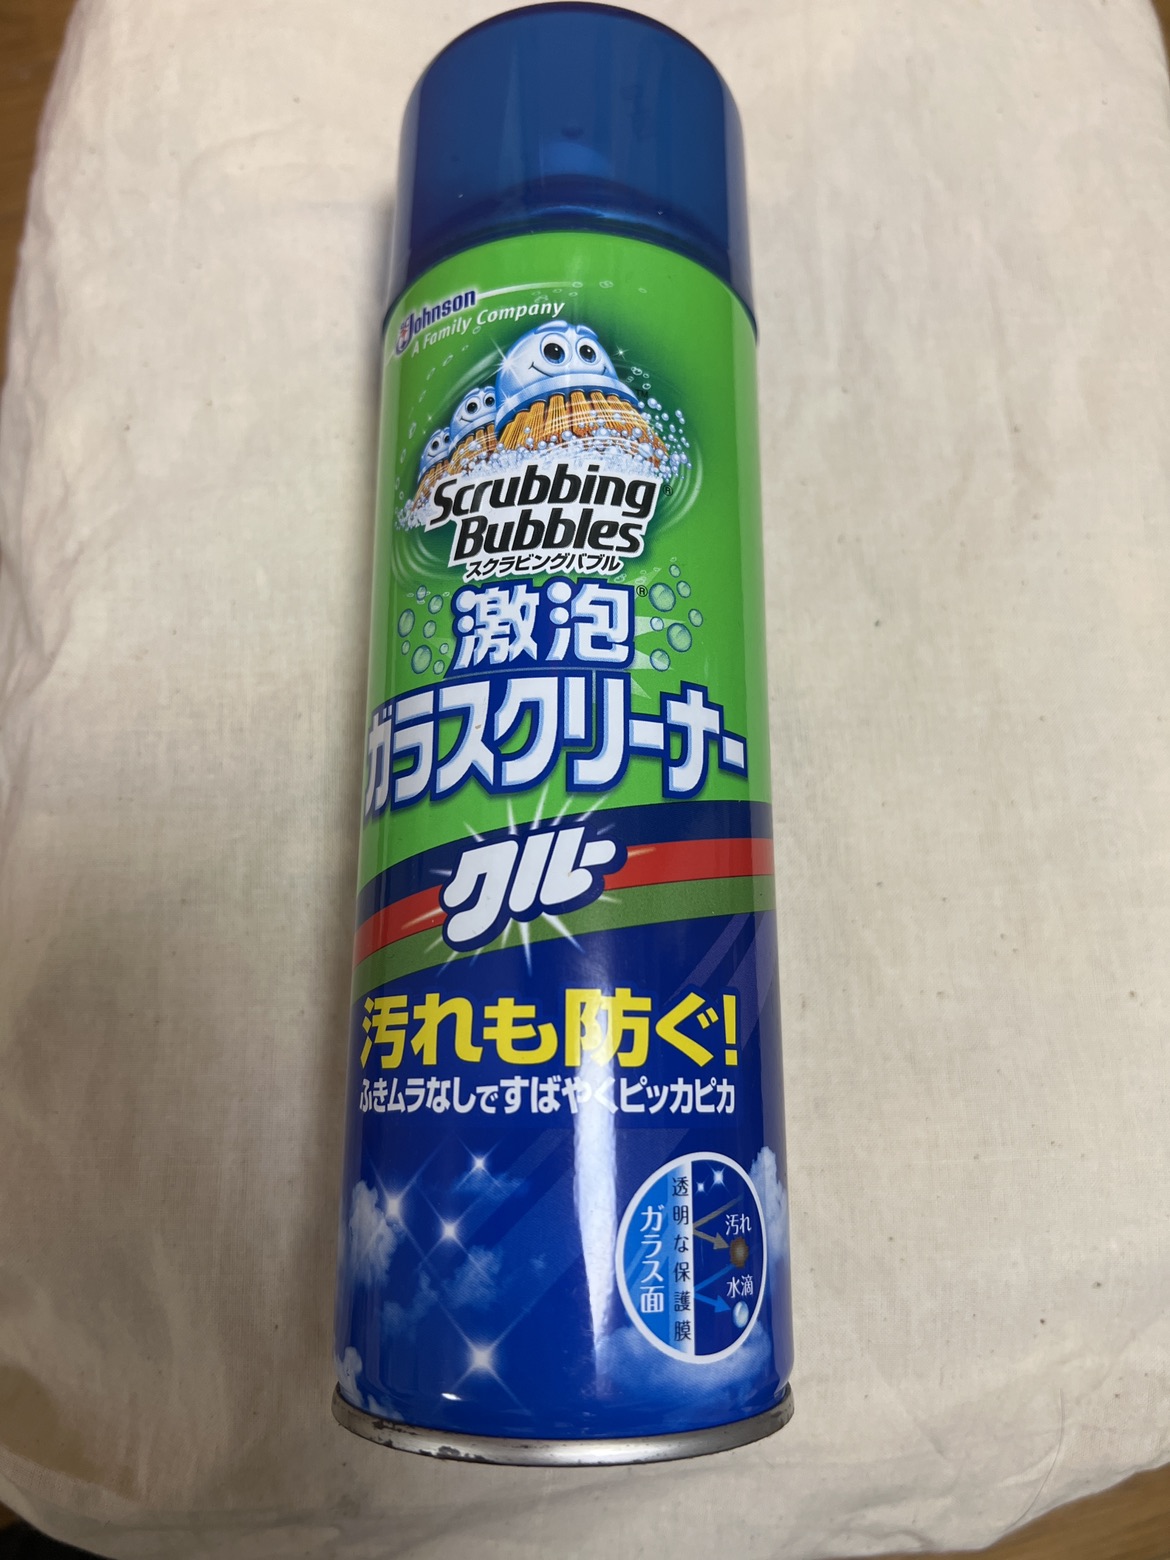 Johnson
A Family Company
Scrubbing®
Bubbles
スクラビングバブル
激泡®
ガラスクリーナー
クルー
汚れも防ぐ!
ふきムラなしですばやくピッカピカ
ガラス面
透明な保護膜
汚れ
水滴